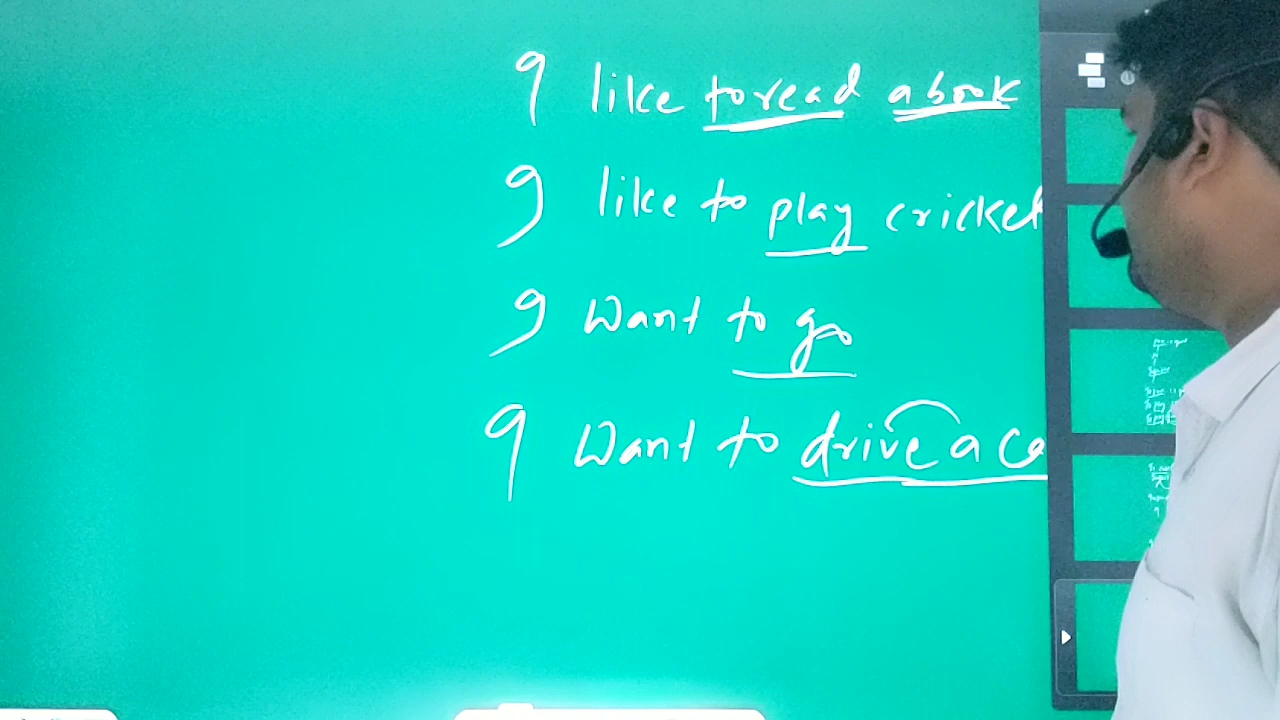 I like to read a book
I like to play cricket
I want to go
I want to drive a